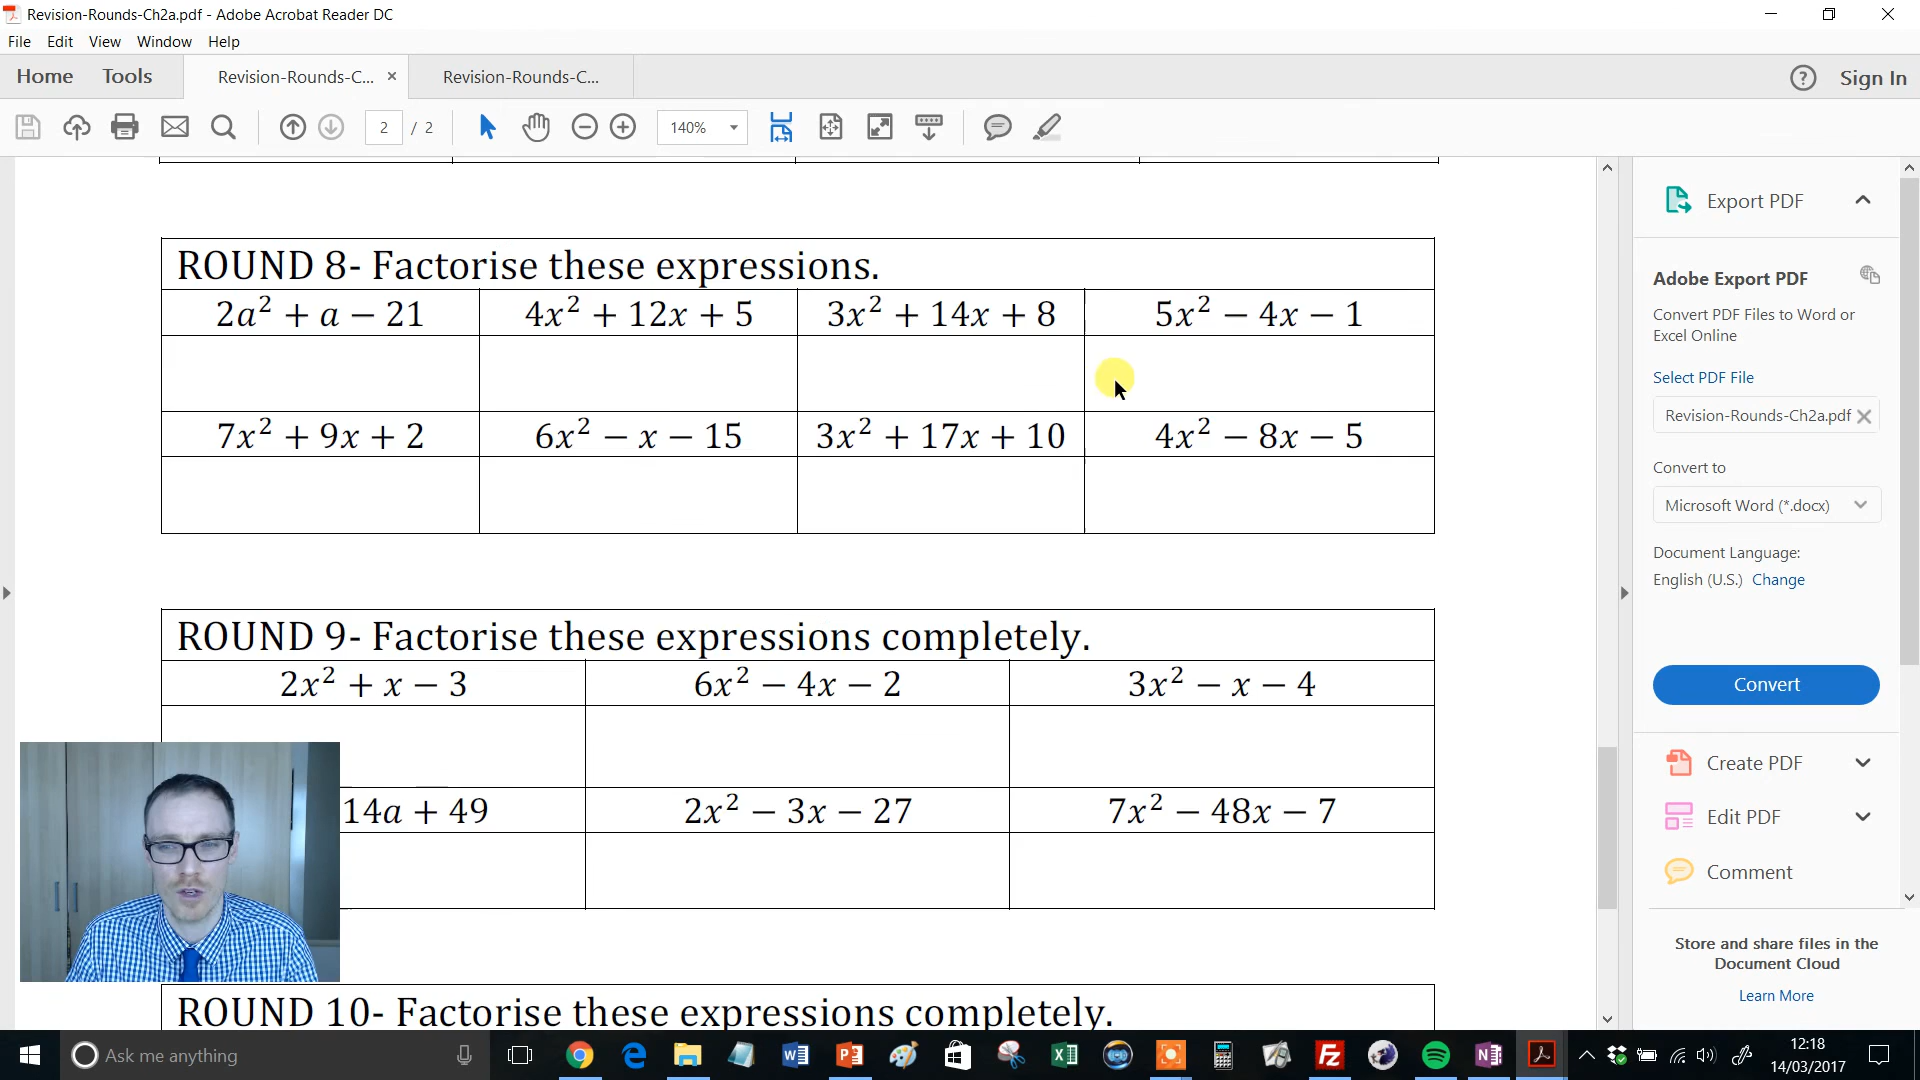 Revision-Rounds-Ch2a.pdf - Adobe Acrobat Reader DC
File Edit View Window Help
Home Tools Revision-Rounds-C... × Revision-Rounds-C... ? Sign In
2 / 2 140%
ROUND 8- Factorise these expressions.
2a² + a − 21 4x² + 12x + 5 3x² + 14x + 8 5x² − 4x − 1
7x² + 9x + 2 6x² − x − 15 3x² + 17x + 10 4x² − 8x − 5
ROUND 9- Factorise these expressions completely.
2x² + x − 3 6x² − 4x − 2 3x² − x − 4
14a + 49 2x² − 3x − 27 7x² − 48x − 7
ROUND 10- Factorise these expressions completely.
Export PDF
Adobe Export PDF
Convert PDF Files to Word or
Excel Online
Select PDF File
Revision-Rounds-Ch2a.pdf
Convert to
Microsoft Word (*.docx)
Document Language:
English (U.S.) Change
Convert
Create PDF
Edit PDF
Comment
Store and share files in the
Document Cloud
Learn More
Ask me anything
12:18
14/03/2017